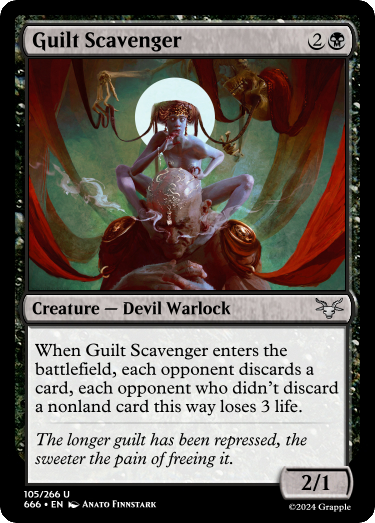 Guilt Scavenger 2
Creature — Devil Warlock
When Guilt Scavenger enters the
battlefield, each opponent discards a
card, each opponent who didn't discard
a nonland card this way loses 3 life.
The longer guilt has been repressed, the
sweeter the pain of freeing it.
2/1
105/266 U
666 • EN Anato Finnstark
©2024 Grapple